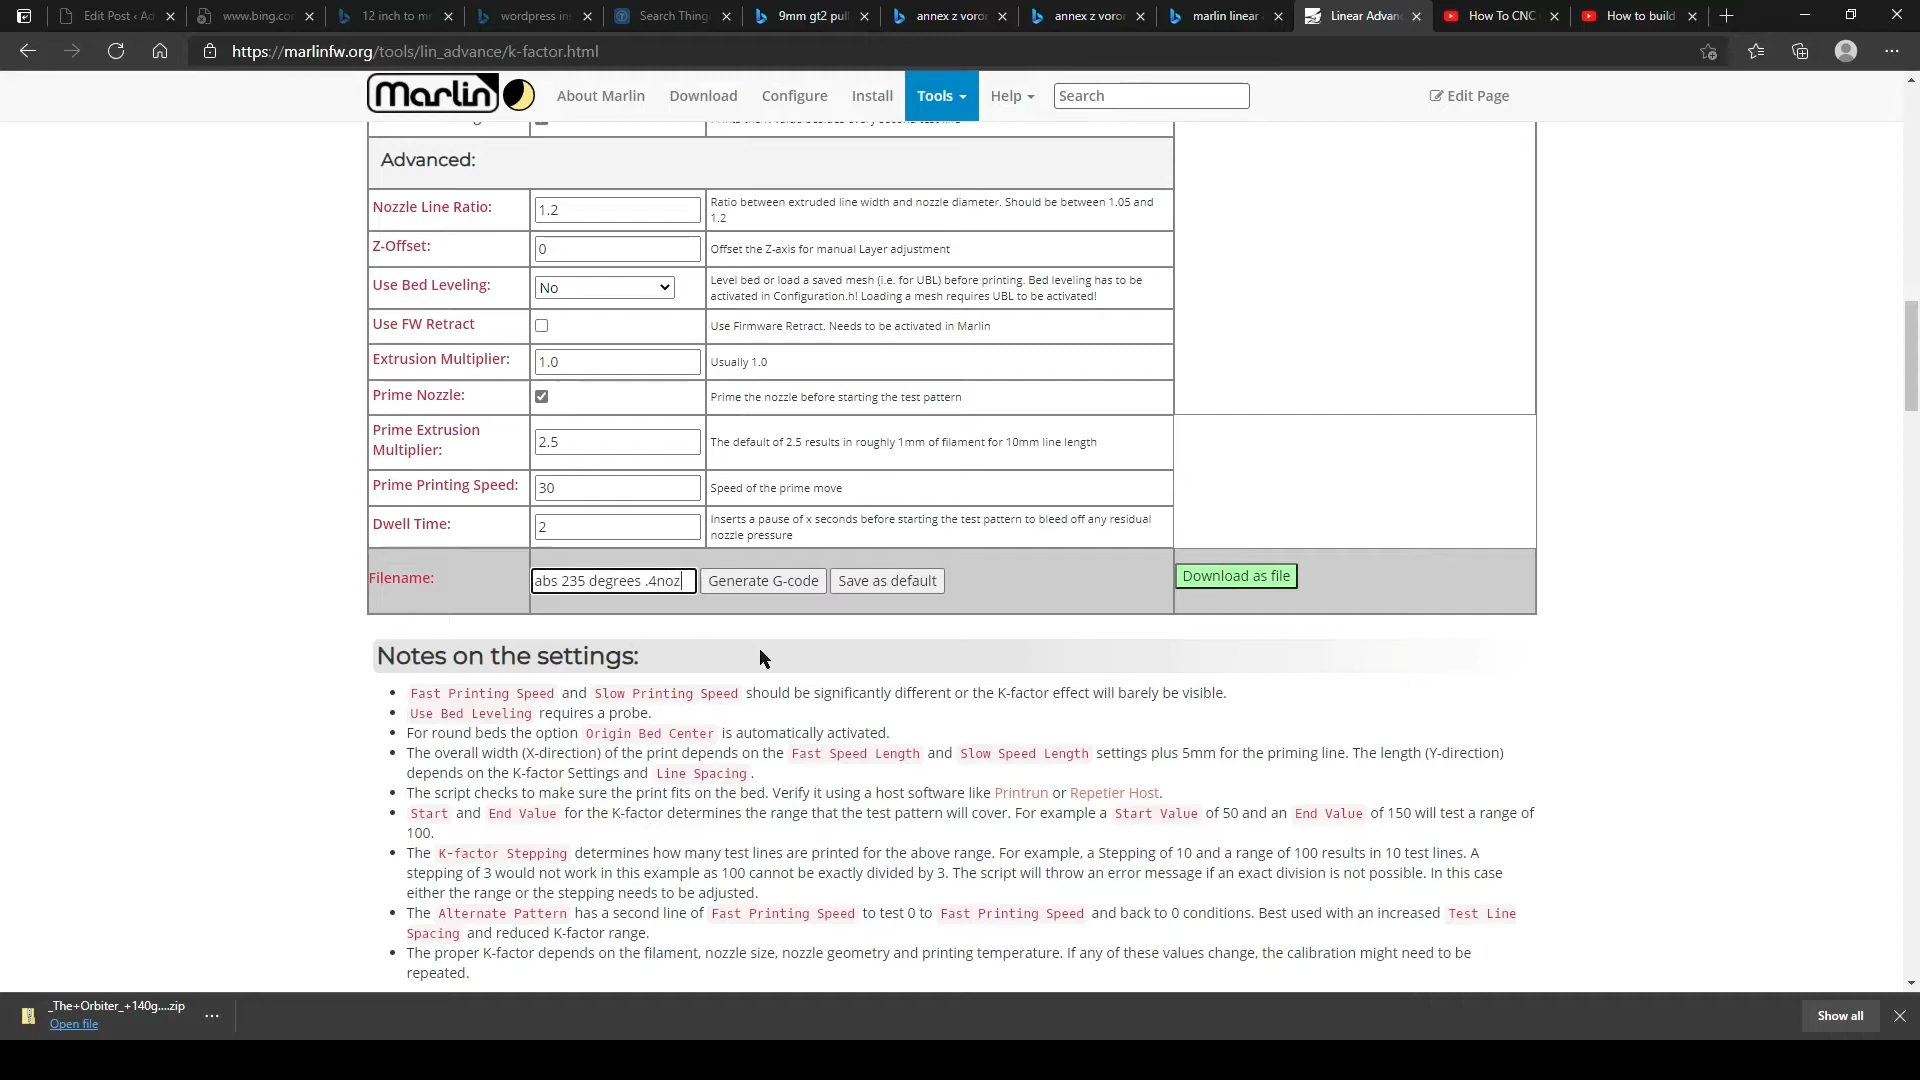 Edit Post ‹ Ad
www.bing.co
12 inch to m
wordpress in
Search Thing
9mm gt2 pull
annex z voro
annex z voro
marlin linear
Linear Advan
How To CNC
How to build
https://marlinfw.org/tools/lin_advance/k-factor.html
Marlin
About Marlin
Download
Configure
Install
Tools
Help
Search
Edit Page
Advanced:
Nozzle Line Ratio:
1.2
Ratio between extruded line width and nozzle diameter. Should be between 1.05 and
1.2
Z-Offset:
0
Offset the Z-axis for manual Layer adjustment
Use Bed Leveling:
No
Level bed or load a saved mesh (i.e. for UBL) before printing. Bed leveling has to be
activated in Configuration.h! Loading a mesh requires UBL to be activated!
Use FW Retract
Use Firmware Retract. Needs to be activated in Marlin
Extrusion Multiplier:
1.0
Usually 1.0
Prime Nozzle:
Prime the nozzle before starting the test pattern
Prime Extrusion
Multiplier:
2.5
The default of 2.5 results in roughly 1mm of filament for 10mm line length
Prime Printing Speed:
30
Speed of the prime move
Dwell Time:
2
Inserts a pause of x seconds before starting the test pattern to bleed off any residual
nozzle pressure
Filename:
abs 235 degrees .4noz
Generate G-code
Save as default
Download as file
Notes on the settings:
• Fast Printing Speed and Slow Printing Speed should be significantly different or the K-factor effect will barely be visible.
• Use Bed Leveling requires a probe.
• For round beds the option Origin Bed Center is automatically activated.
• The overall width (X-direction) of the print depends on the Fast Speed Length and Slow Speed Length settings plus 5mm for the priming line. The length (Y-direction)
depends on the K-factor Settings and Line Spacing.
• The script checks to make sure the print fits on the bed. Verify it using a host software like Printrun or Repetier Host.
• Start and End Value for the K-factor determines the range that the test pattern will cover. For example a Start Value of 50 and an End Value of 150 will test a range of
100.
• The K-factor Stepping determines how many test lines are printed for the above range. For example, a Stepping of 10 and a range of 100 results in 10 test lines. A
stepping of 3 would not work in this example as 100 cannot be exactly divided by 3. The script will throw an error message if an exact division is not possible. In this case
either the range or the stepping needs to be adjusted.
• The Alternate Pattern has a second line of Fast Printing Speed to test 0 to Fast Printing Speed and back to 0 conditions. Best used with an increased Test Line
Spacing and reduced K-factor range.
• The proper K-factor depends on the filament, nozzle size, nozzle geometry and printing temperature. If any of these values change, the calibration might need to be
repeated.
_The+Orbiter_+140g....zip
Open file
Show all